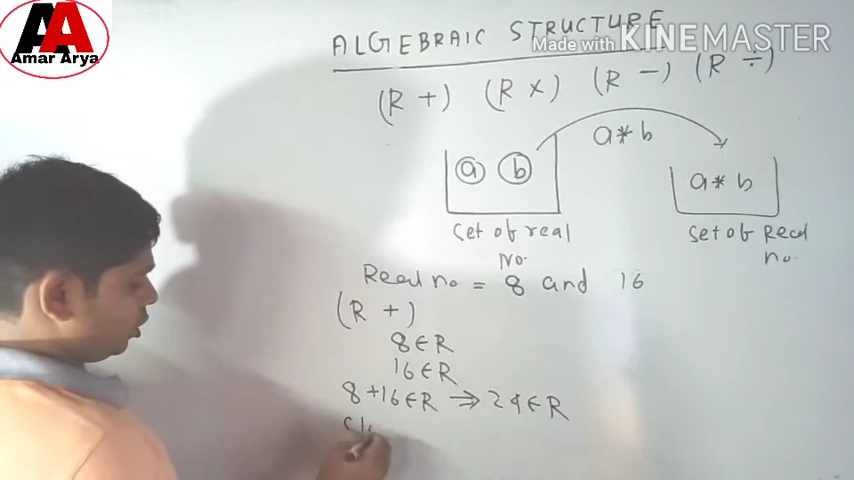 AA
Amar Arya
ALGEBRAIC STRUCTURE
Made with KINEMASTER
(R +) (R ×) (R −) (R ÷)
a * b
a b
a * b
Set of real
No.
Set of Real
no.
Real no = 8 and 16
(R +)
8 ∈ R
16 ∈ R
8 + 16 ∈ R ⇒ 24 ∈ R